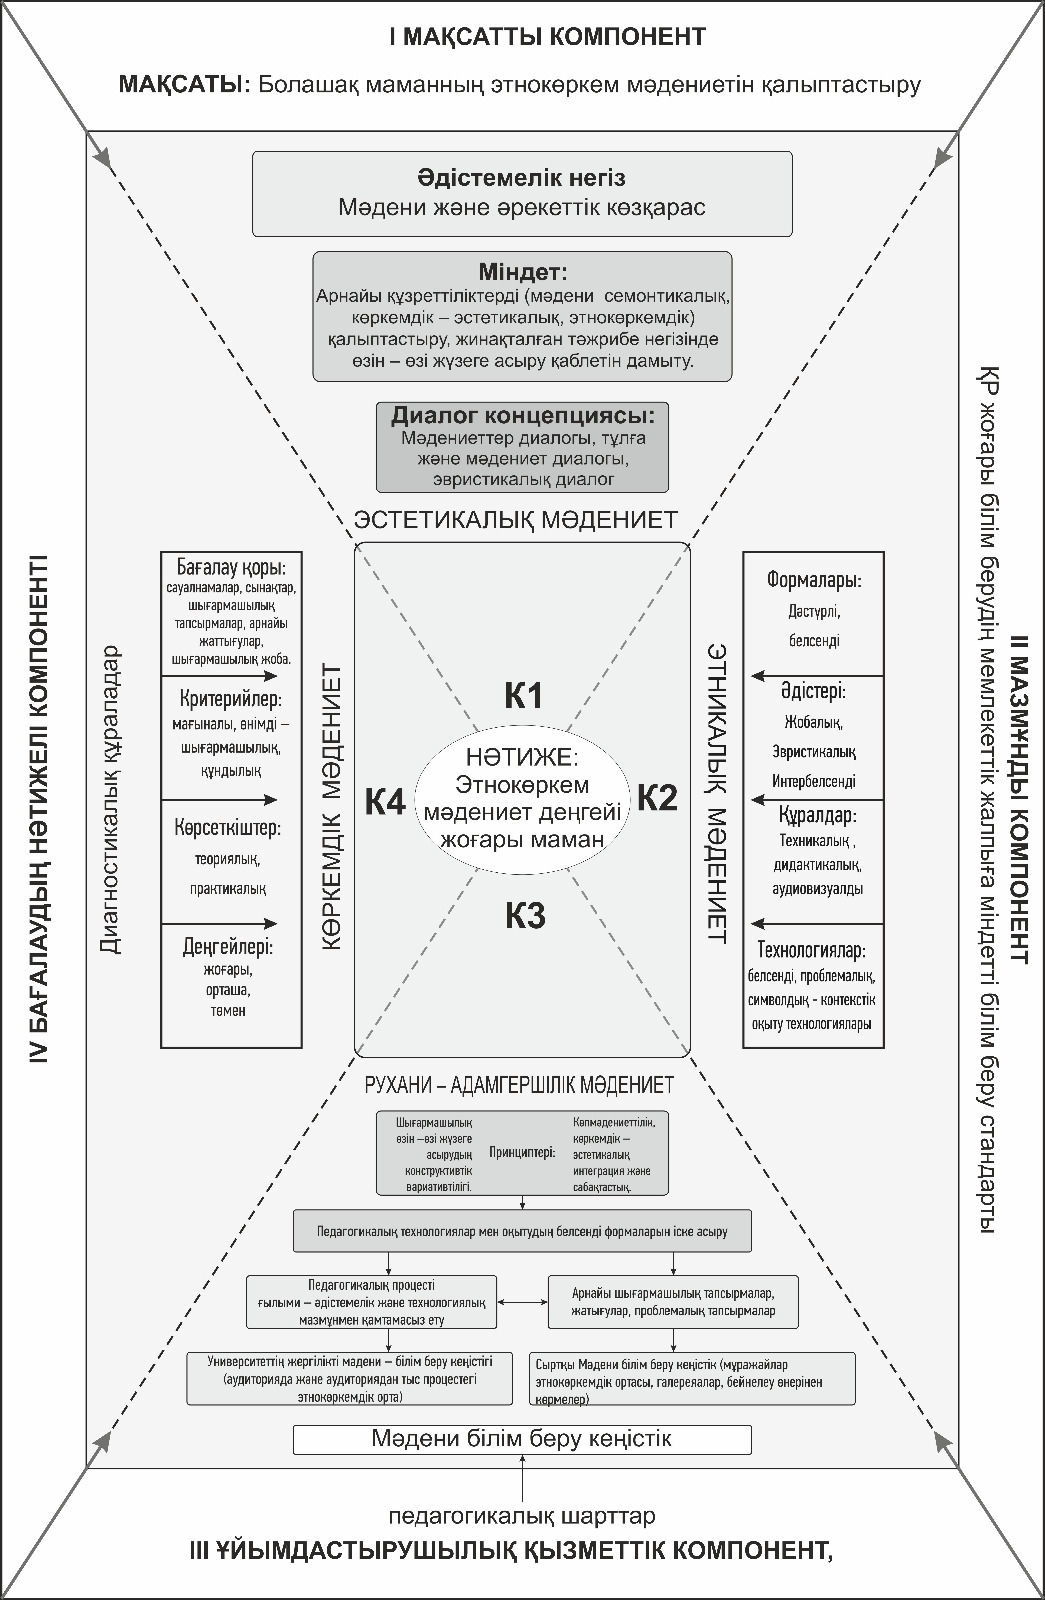 I МАҚСАТТЫ КОМПОНЕНТ
МАҚСАТЫ: Болашақ маманның этнокөркем мәдениетін қалыптастыру
Әдістемелік негіз
Мәдени және әрекеттік көзқарас
Міндет:
Арнайы құзреттіліктерді (мәдени семонтикалық,
көркемдік – эстетикалық, этнокөркемдік)
қалыптастыру, жинақталған тәжрибе негізінде
өзін – өзі жүзеге асыру қаблетін дамыту.
Диалог концепциясы:
Мәдениеттер диалогы, тұлға
және мәдениет диалогы,
эвристикалық диалог
ЭСТЕТИКАЛЫҚ МӘДЕНИЕТ
IV БАҒАЛАУДЫҢ НӘТИЖЕЛІ КОМПОНЕНТІ
Диагностикалық құраладар
Бағалау қоры:
сауалнамалар, сынақтар,
шығармашылық
тапсырмалар, арнайы
жаттығулар,
шығармашылық жоба.
Критерийлер:
мағыналы, өнімді –
шығармашылық,
құндылық
Көрсеткіштер:
теориялық,
практикалық
Деңгейлері:
жоғары,
орташа,
төмен
КӨРКЕМДІК МӘДЕНИЕТ
К1
К4
НӘТИЖЕ:
Этнокөркем
мәдениет деңгейі
жоғары маман
К2
К3
ЭТНИКАЛЫҚ МӘДЕНИЕТ
Формалары:
Дәстүрлі,
белсенді
Әдістері:
Жобалық,
Эвристикалық
Интербелсенді
Құралдар:
Техникалық ,
дидактикалық,
аудиовизуалды
Технологиялар:
белсенді, проблемалық,
символдық - контекстік
оқыту технологиялары
ҚР жоғары білім берудің мемлекеттік жалпыға міндетті білім беру стандарты
II МАЗМҰНДЫ КОМПОНЕНТ
РУХАНИ – АДАМГЕРШІЛІК МӘДЕНИЕТ
Шығармашылық
өзін –өзі жүзеге
асырудың
конструктивтік
вариативтілігі.
Принциптері:
Көпмәдениеттілік,
көркемдік –
эстетикалық
интеграция және
сабақтастық.
Педагогикалық технологиялар мен оқытудың белсенді формаларын іске асыру
Педагогикалық процесті
ғылыми – әдістемелік және технологиялық
мазмұнмен қамтамасыз ету
Арнайы шығармашылық тапсырмалар,
жатығулар, проблемалық тапсырмалар
Университеттің жергілікті мәдени – білім беру кеңістігі
(аудиторияда және аудиториядан тыс процестегі
этнокөркемдік орта)
Сыртқы Мәдени білім беру кеңістік (мұражайлар
этнокөркемдік ортасы, галереялар, бейнелеу өнерінен
көрмелер)
Мәдени білім беру кеңістік
педагогикалық шарттар
III ҰЙЫМДАСТЫРУШЫЛЫҚ ҚЫЗМЕТТІК КОМПОНЕНТ,